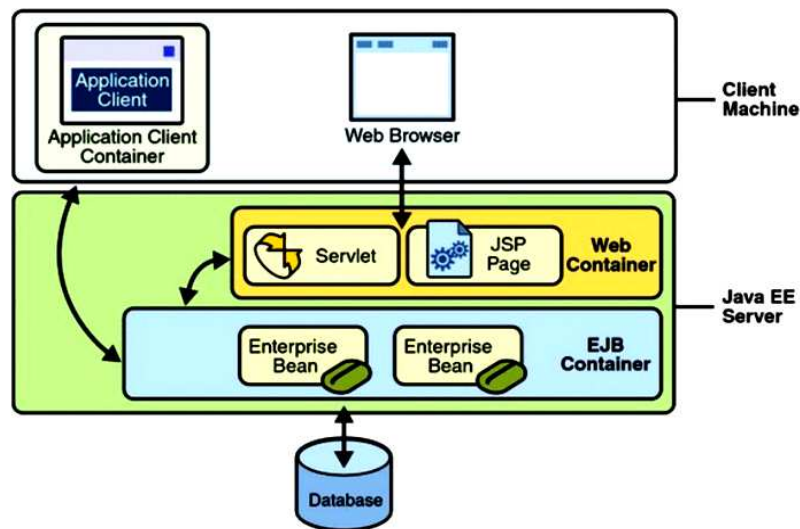 Application
Client
Application Client
Container
Web Browser
Client
Machine
Servlet
JSP
Page
Web
Container
Java EE
Server
Enterprise
Bean
Enterprise
Bean
EJB
Container
Database